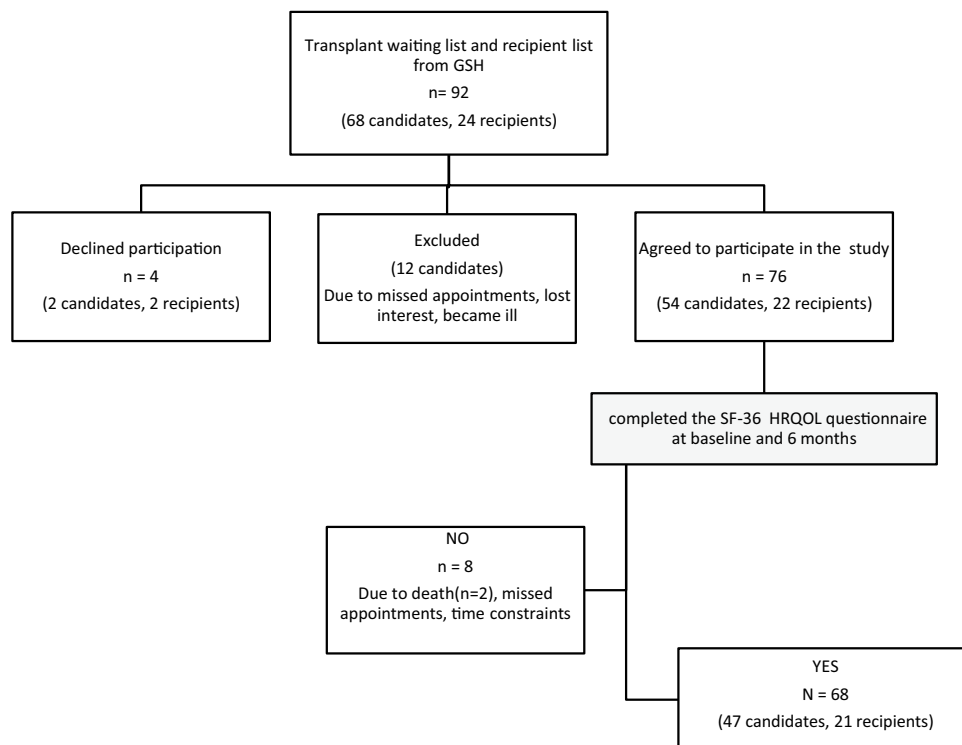 Transplant waiting list and recipient list
from GSH
n= 92
(68 candidates, 24 recipients)
Declined participation
n = 4
(2 candidates, 2 recipients)
Excluded
(12 candidates)
Due to missed appointments, lost
interest, became ill
Agreed to participate in the study
n = 76
(54 candidates, 22 recipients)
completed the SF-36 HRQOL questionnaire
at baseline and 6 months
NO
n = 8
Due to death(n=2), missed
appointments, time constraints
YES
N = 68
(47 candidates, 21 recipients)